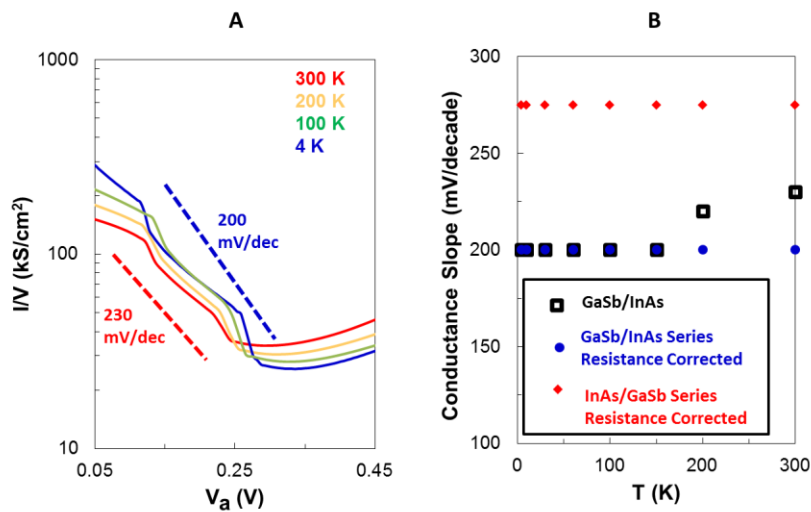 A
1000
100
10
I/V (kS/cm²)
300 K
200 K
100 K
4 K
200
mV/dec
230
mV/dec
0.05
0.25
0.45
Vₐ (V)
B
300
250
200
150
100
Conductance Slope (mV/decade)
GaSb/InAs
GaSb/InAs Series
Resistance Corrected
InAs/GaSb Series
Resistance Corrected
0
100
200
300
T (K)